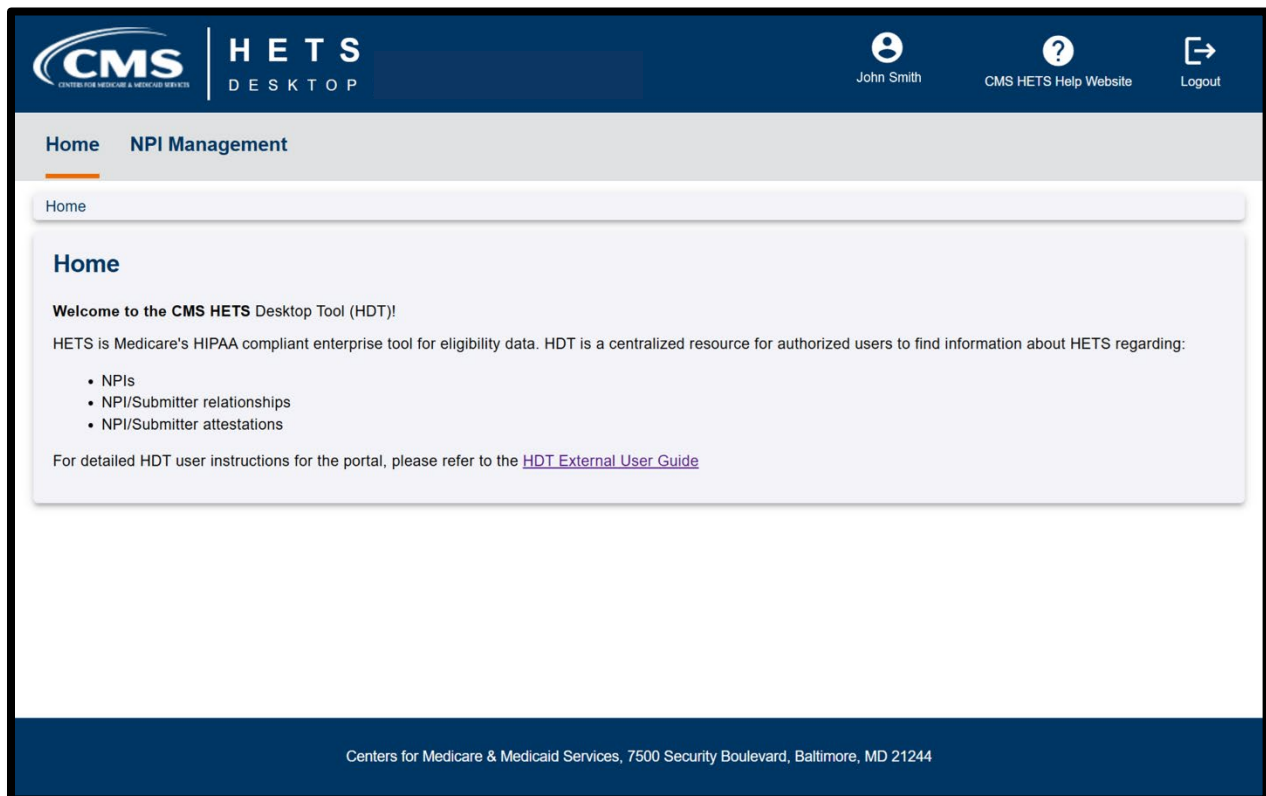 CMS
CENTERS FOR MEDICARE & MEDICAID SERVICES
HETS
DESKTOP
John Smith
CMS HETS Help Website
Logout
Home NPI Management
Home
Home
Welcome to the CMS HETS Desktop Tool (HDT)!
HETS is Medicare's HIPAA compliant enterprise tool for eligibility data. HDT is a centralized resource for authorized users to find information about HETS regarding:
• NPIs
• NPI/Submitter relationships
• NPI/Submitter attestations
For detailed HDT user instructions for the portal, please refer to the HDT External User Guide
Centers for Medicare & Medicaid Services, 7500 Security Boulevard, Baltimore, MD 21244